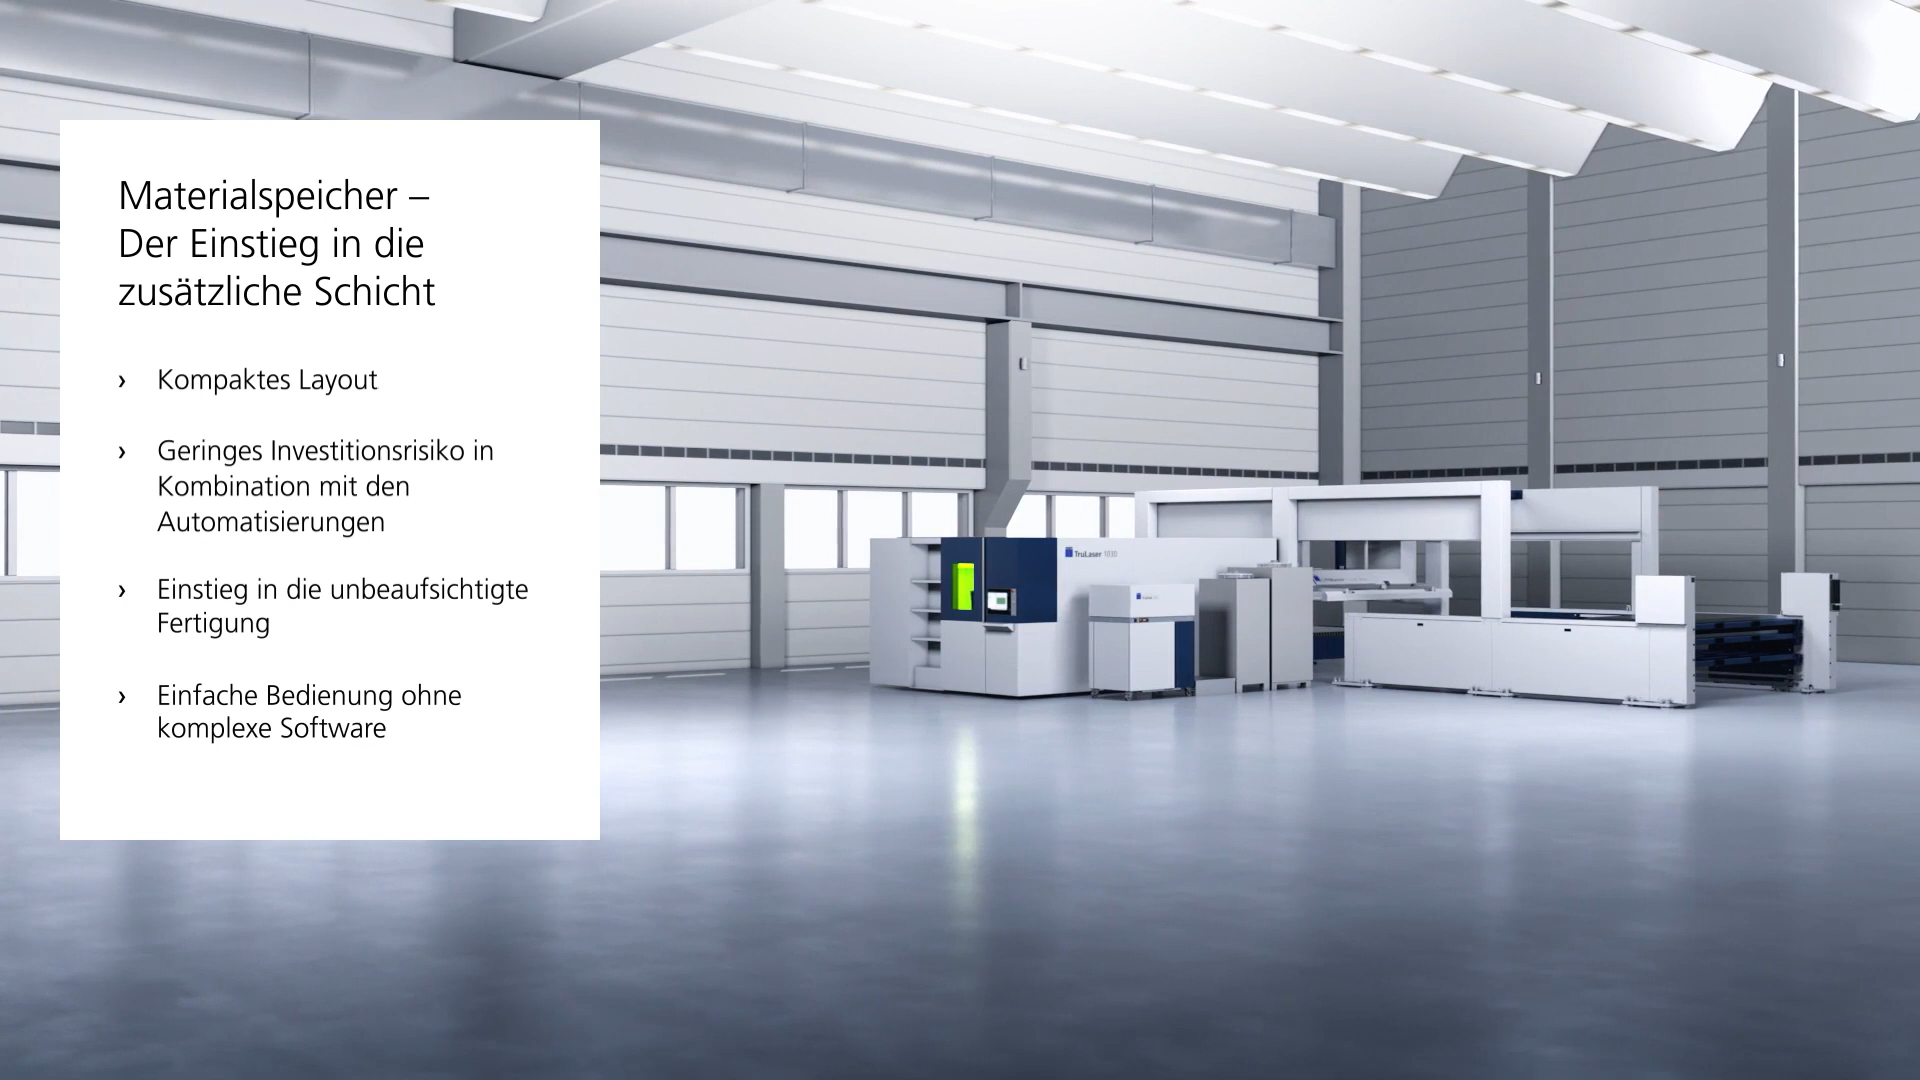 Materialspeicher –
Der Einstieg in die
zusätzliche Schicht
› Kompaktes Layout
› Geringes Investitionsrisiko in
Kombination mit den
Automatisierungen
› Einstieg in die unbeaufsichtigte
Fertigung
› Einfache Bedienung ohne
komplexe Software
TruLaser 1030